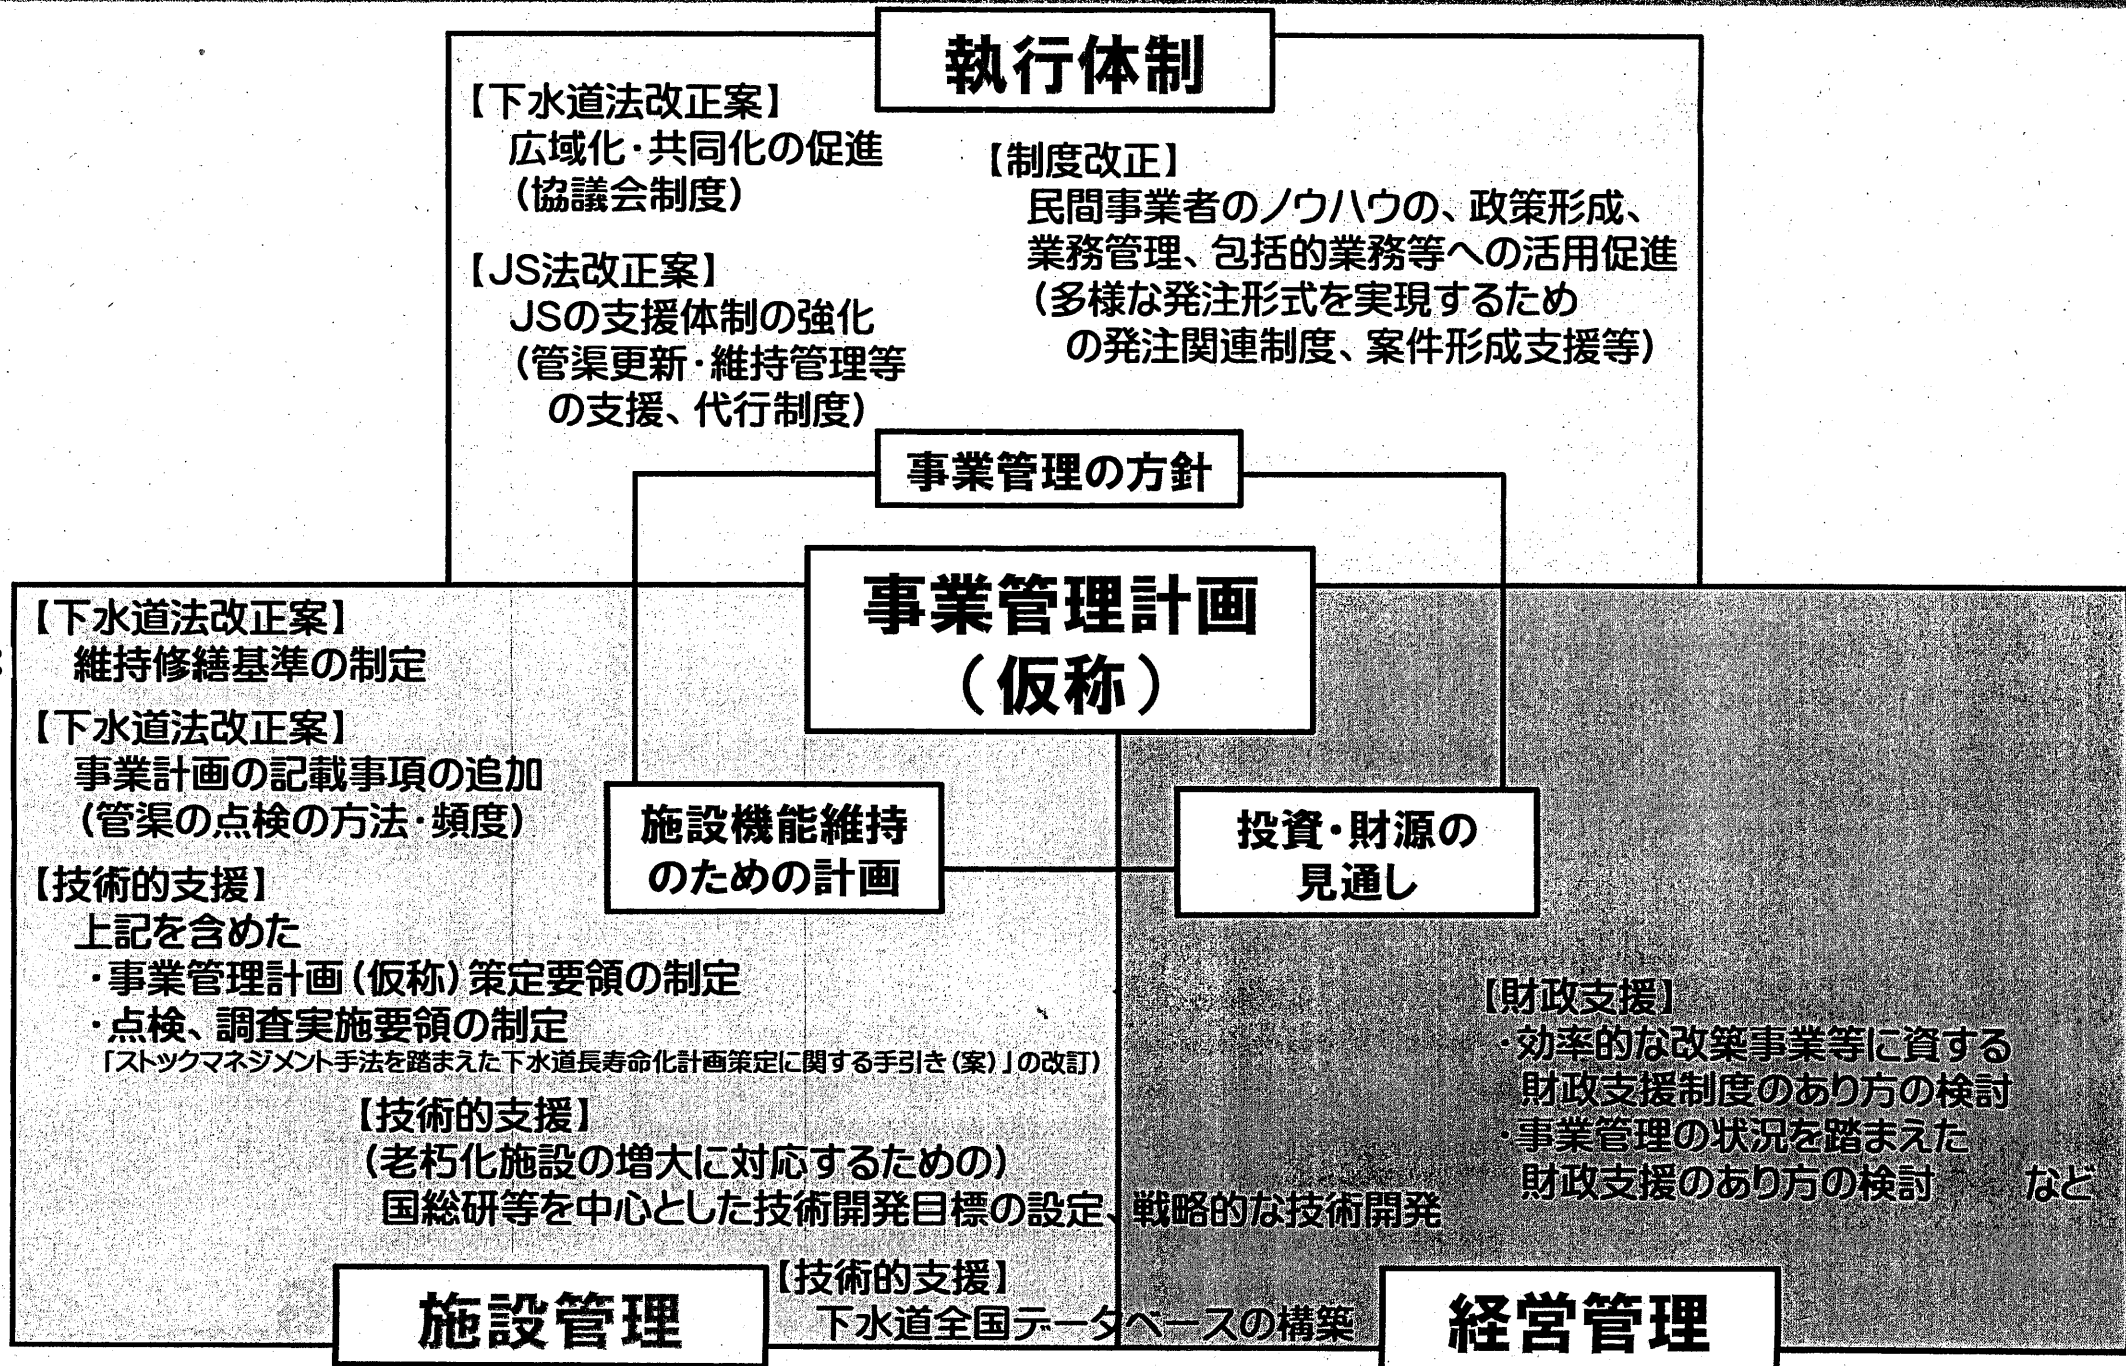 執行体制
【下水道法改正案】
広域化・共同化の促進
(協議会制度)
【JS法改正案】
JSの支援体制の強化
(管渠更新・維持管理等
の支援、代行制度)
【制度改正】
民間事業者のノウハウの、政策形成、
業務管理、包括的業務等への活用促進
(多様な発注形式を実現するため
の発注関連制度、案件形成支援等)
事業管理の方針
事業管理計画
(仮称)
施設機能維持
のための計画
投資・財源の
見通し
【下水道法改正案】
維持修繕基準の制定
【下水道法改正案】
事業計画の記載事項の追加
(管渠の点検の方法・頻度)
【技術的支援】
上記を含めた
・事業管理計画(仮称)策定要領の制定
・点検、調査実施要領の制定
「ストックマネジメント手法を踏まえた下水道長寿命化計画策定に関する手引き(案)」の改訂)
【技術的支援】
(老朽化施設の増大に対応するための)
国総研等を中心とした技術開発目標の設定、戦略的な技術開発
【技術的支援】
下水道全国データベースの構築
【財政支援】
・効率的な改築事業等に資する
財政支援制度のあり方の検討
・事業管理の状況を踏まえた
財政支援のあり方の検討 など
施設管理
経営管理